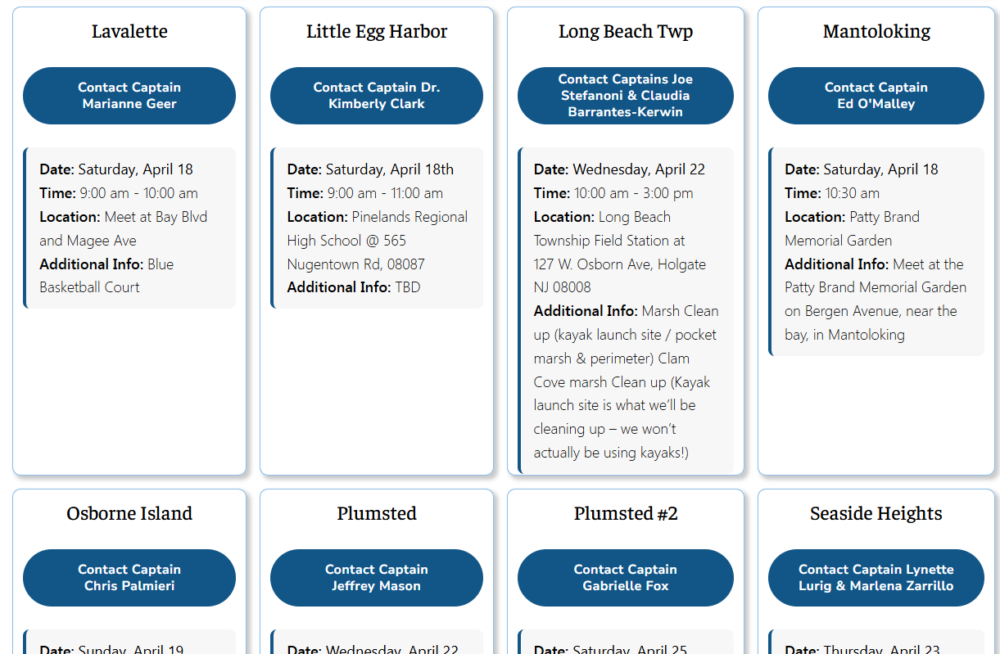 Lavalette
Contact Captain
Marianne Geer
Date: Saturday, April 18
Time: 9:00 am - 10:00 am
Location: Meet at Bay Blvd
and Magee Ave
Additional Info: Blue
Basketball Court
Little Egg Harbor
Contact Captain Dr.
Kimberly Clark
Date: Saturday, April 18th
Time: 9:00 am - 11:00 am
Location: Pinelands Regional
High School @ 565
Nugentown Rd, 08087
Additional Info: TBD
Long Beach Twp
Contact Captains Joe
Stefanoni & Claudia
Barrantes-Kerwin
Date: Wednesday, April 22
Time: 10:00 am - 3:00 pm
Location: Long Beach
Township Field Station at
127 W. Osborn Ave, Holgate
NJ 08008
Additional Info: Marsh Clean
up (kayak launch site / pocket
marsh & perimeter) Clam
Cove marsh Clean up (Kayak
launch site is what we’ll be
cleaning up – we won’t
actually be using kayaks!)
Mantoloking
Contact Captain
Ed O'Malley
Date: Saturday, April 18
Time: 10:30 am
Location: Patty Brand
Memorial Garden
Additional Info: Meet at the
Patty Brand Memorial Garden
on Bergen Avenue, near the
bay, in Mantoloking
Osborne Island
Contact Captain
Chris Palmieri
Date: Sunday, April 19
Plumsted
Contact Captain
Jeffrey Mason
Date: Wednesday, April 22
Plumsted #2
Contact Captain
Gabrielle Fox
Date: Saturday, April 25
Seaside Heights
Contact Captain Lynette
Lurig & Marlena Zarrillo
Date: Thursday, April 23